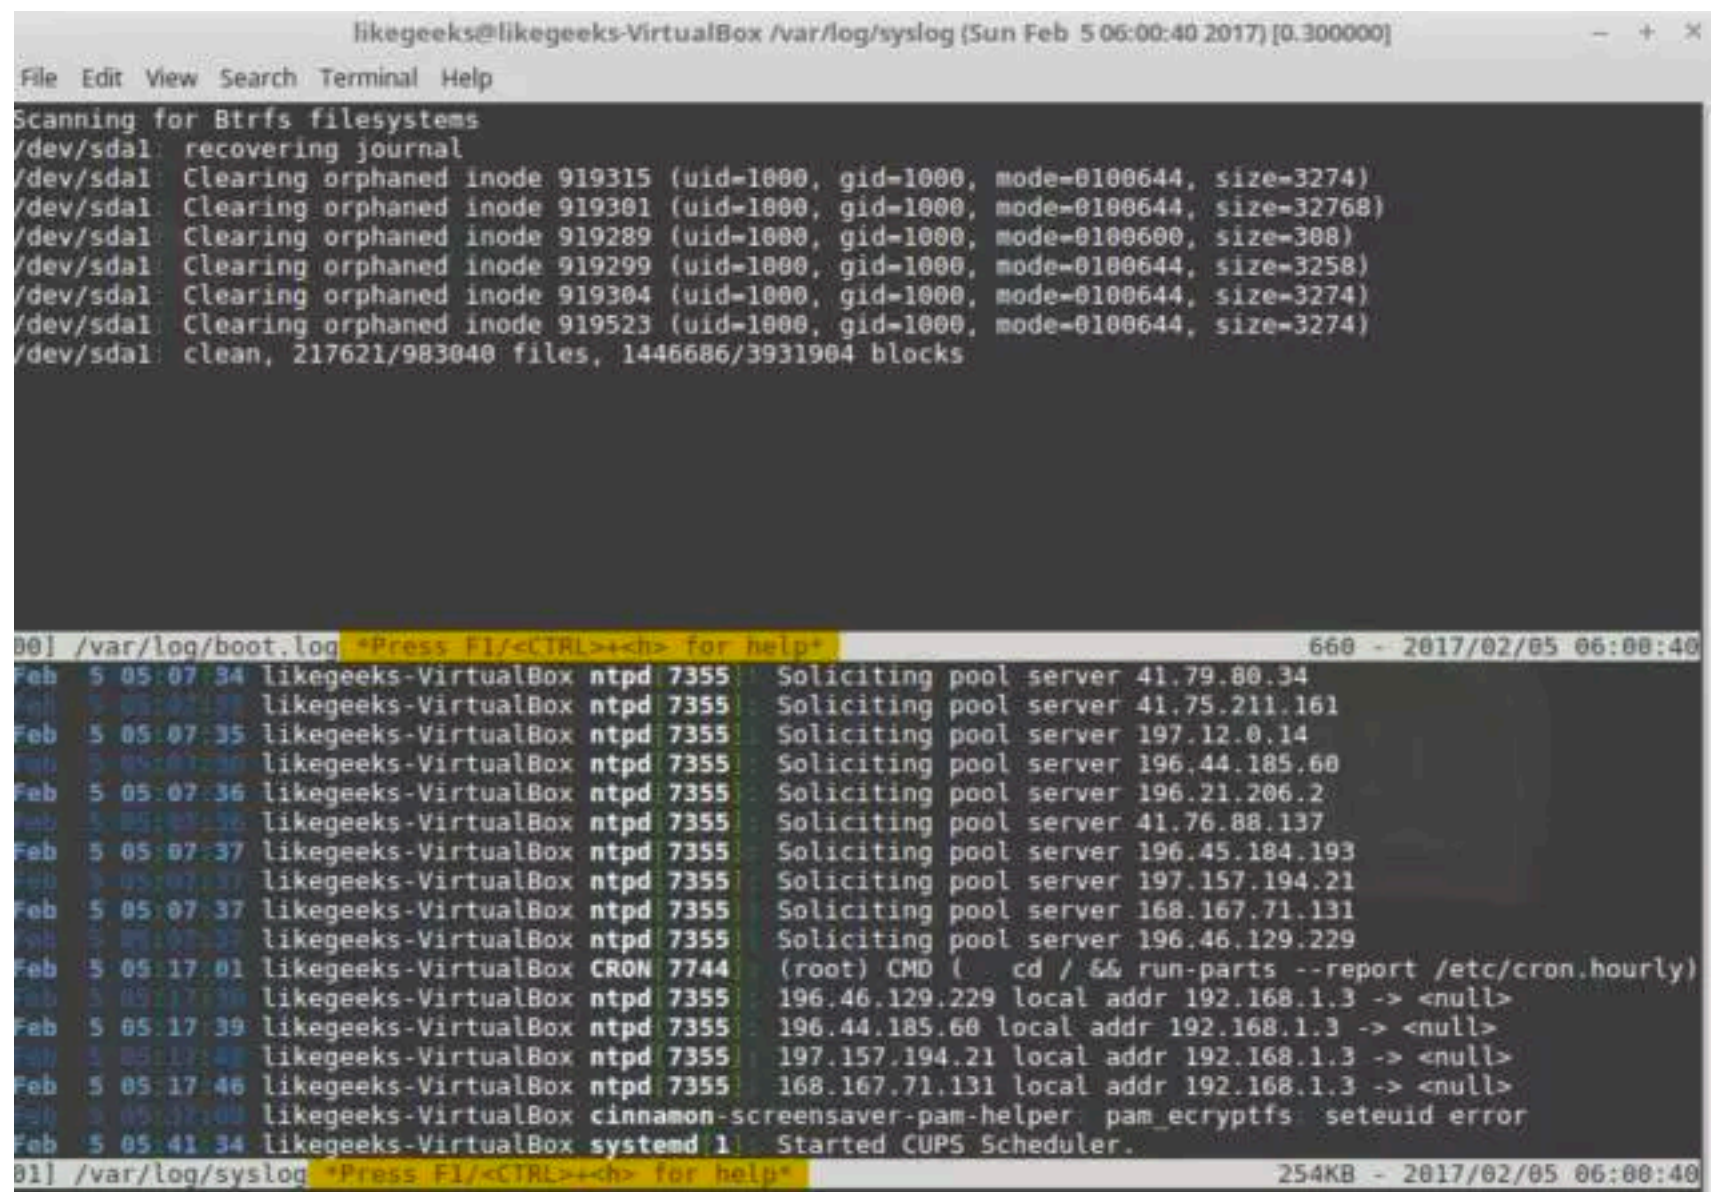 likegeeks@likegeeks-VirtualBox /var/log/syslog (Sun Feb 5 06:00:40 2017) [0.300000]
File Edit View Search Terminal Help
Scanning for Btrfs filesystems
/dev/sda1: recovering journal
/dev/sda1: Clearing orphaned inode 919315 (uid=1000, gid=1000, mode=0100644, size=3274)
/dev/sda1: Clearing orphaned inode 919301 (uid=1000, gid=1000, mode=0100644, size=32768)
/dev/sda1: Clearing orphaned inode 919289 (uid=1000, gid=1000, mode=0100600, size=308)
/dev/sda1: Clearing orphaned inode 919299 (uid=1000, gid=1000, mode=0100644, size=3258)
/dev/sda1: Clearing orphaned inode 919304 (uid=1000, gid=1000, mode=0100644, size=3274)
/dev/sda1: Clearing orphaned inode 919523 (uid=1000, gid=1000, mode=0100644, size=3274)
/dev/sda1: clean, 217621/983040 files, 1446686/3931904 blocks
00] /var/log/boot.log *Press F1/<CTRL>+<h> for help* 660 - 2017/02/05 06:00:40
Feb 5 05:07:34 likegeeks-VirtualBox ntpd[7355]: Soliciting pool server 41.79.80.34
likegeeks-VirtualBox ntpd[7355]: Soliciting pool server 41.75.211.161
Feb 5 05:07:35 likegeeks-VirtualBox ntpd[7355]: Soliciting pool server 197.12.0.14
likegeeks-VirtualBox ntpd[7355]: Soliciting pool server 196.44.185.60
Feb 5 05:07:36 likegeeks-VirtualBox ntpd[7355]: Soliciting pool server 196.21.206.2
likegeeks-VirtualBox ntpd[7355]: Soliciting pool server 41.76.88.137
Feb 5 05:07:37 likegeeks-VirtualBox ntpd[7355]: Soliciting pool server 196.45.184.193
likegeeks-VirtualBox ntpd[7355]: Soliciting pool server 197.157.194.21
Feb 5 05:07:37 likegeeks-VirtualBox ntpd[7355]: Soliciting pool server 168.167.71.131
likegeeks-VirtualBox ntpd[7355]: Soliciting pool server 196.46.129.229
Feb 5 05:17:01 likegeeks-VirtualBox CRON[7744]: (root) CMD ( cd / && run-parts --report /etc/cron.hourly)
likegeeks-VirtualBox ntpd[7355]: 196.46.129.229 local addr 192.168.1.3 -> <null>
Feb 5 05:17:39 likegeeks-VirtualBox ntpd[7355]: 196.44.185.60 local addr 192.168.1.3 -> <null>
likegeeks-VirtualBox ntpd[7355]: 197.157.194.21 local addr 192.168.1.3 -> <null>
Feb 5 05:17:46 likegeeks-VirtualBox ntpd[7355]: 168.167.71.131 local addr 192.168.1.3 -> <null>
likegeeks-VirtualBox cinnamon-screensaver-pam-helper: pam_ecryptfs: seteuid error
Feb 5 05:41:34 likegeeks-VirtualBox systemd[1]: Started CUPS Scheduler.
01] /var/log/syslog *Press F1/<CTRL>+<h> for help* 254KB - 2017/02/05 06:00:40